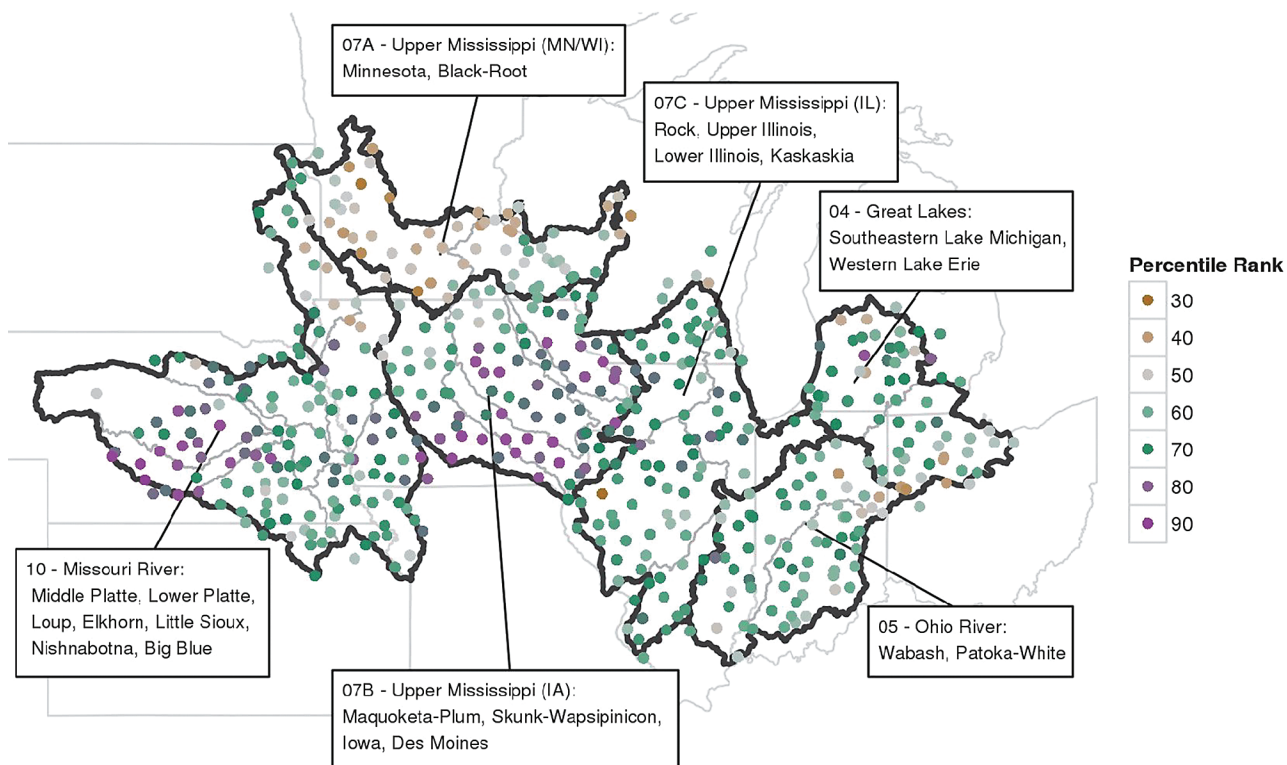 07A - Upper Mississippi (MN/WI):
Minnesota, Black-Root
07C - Upper Mississippi (IL):
Rock, Upper Illinois,
Lower Illinois, Kaskaskia
04 - Great Lakes:
Southeastern Lake Michigan,
Western Lake Erie
Percentile Rank
30
40
50
60
70
80
90
10 - Missouri River:
Middle Platte, Lower Platte,
Loup, Elkhorn, Little Sioux,
Nishnabotna, Big Blue
05 - Ohio River:
Wabash, Patoka-White
07B - Upper Mississippi (IA):
Maquoketa-Plum, Skunk-Wapsipinicon,
Iowa, Des Moines